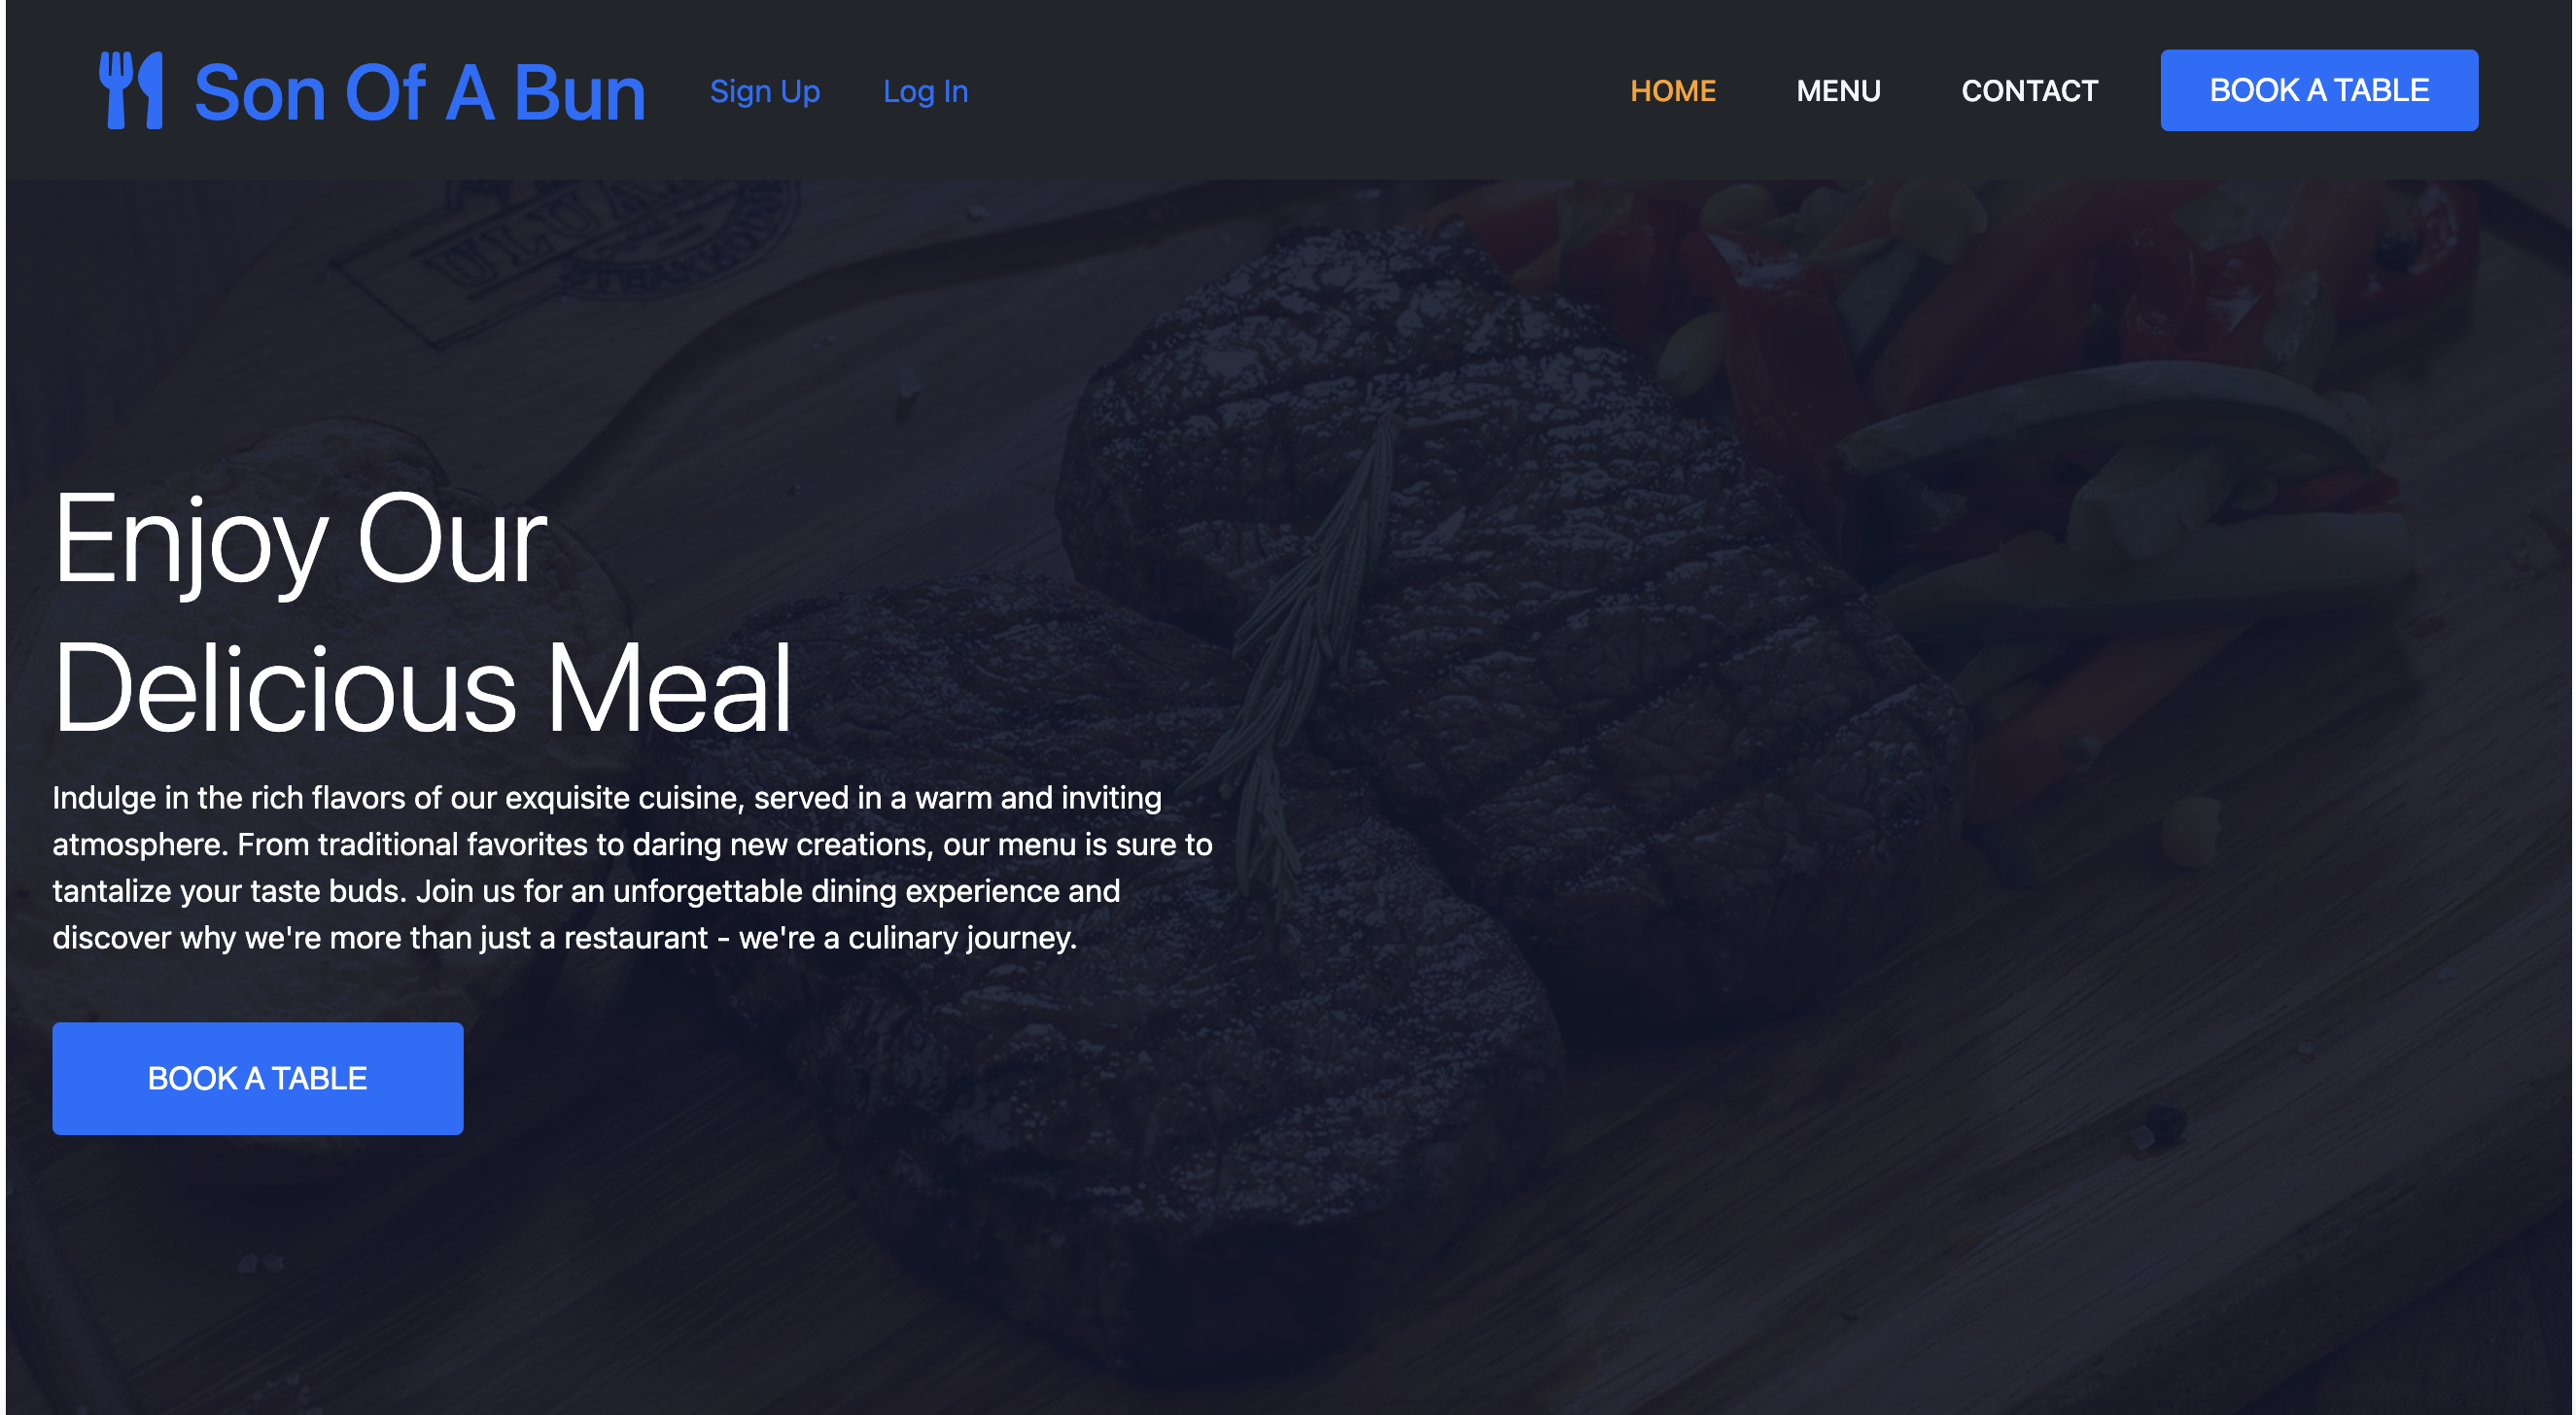 Son Of A Bun
Sign Up
Log In
HOME
MENU
CONTACT
BOOK A TABLE
Enjoy Our
Delicious Meal
Indulge in the rich flavors of our exquisite cuisine, served in a warm and inviting
atmosphere. From traditional favorites to daring new creations, our menu is sure to
tantalize your taste buds. Join us for an unforgettable dining experience and
discover why we're more than just a restaurant - we're a culinary journey.
BOOK A TABLE